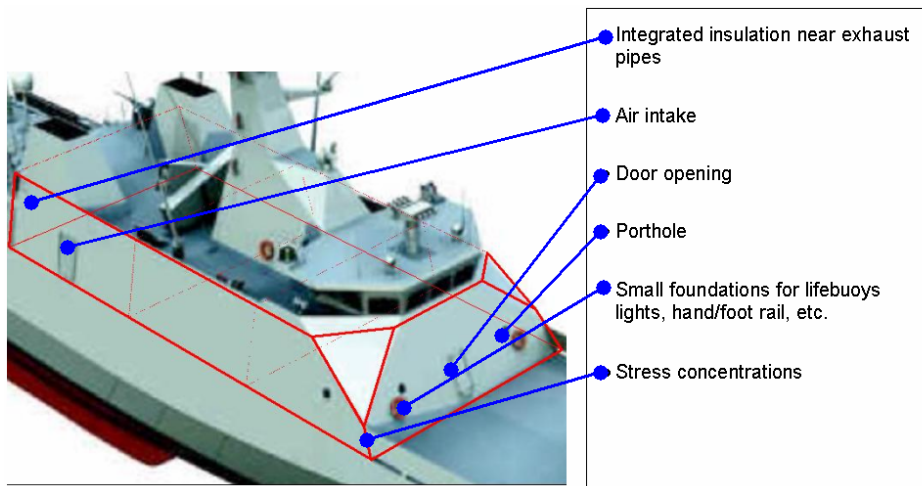 Integrated insulation near exhaust
pipes
Air intake
Door opening
Porthole
Small foundations for lifebuoys
lights, hand/foot rail, etc.
Stress concentrations